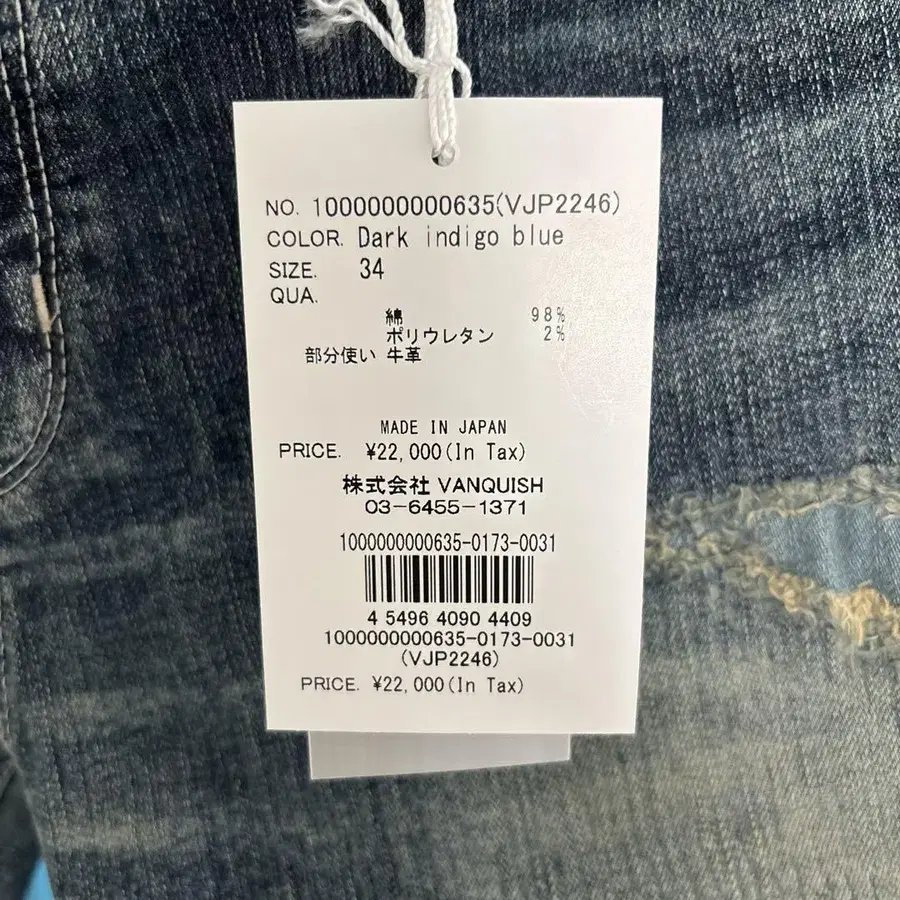 NO. 1000000000635(VJP2246)
COLOR. Dark indigo blue
SIZE. 34
QUA.
綿 98%
ポリウレタン 2%
部分使い 牛革
MADE IN JAPAN
PRICE. ¥22,000(In Tax)
株式会社 VANQUISH
03-6455-1371
1000000000635-0173-0031
4 5496 4090 4409
1000000000635-0173-0031
(VJP2246)
PRICE. ¥22,000(In Tax)